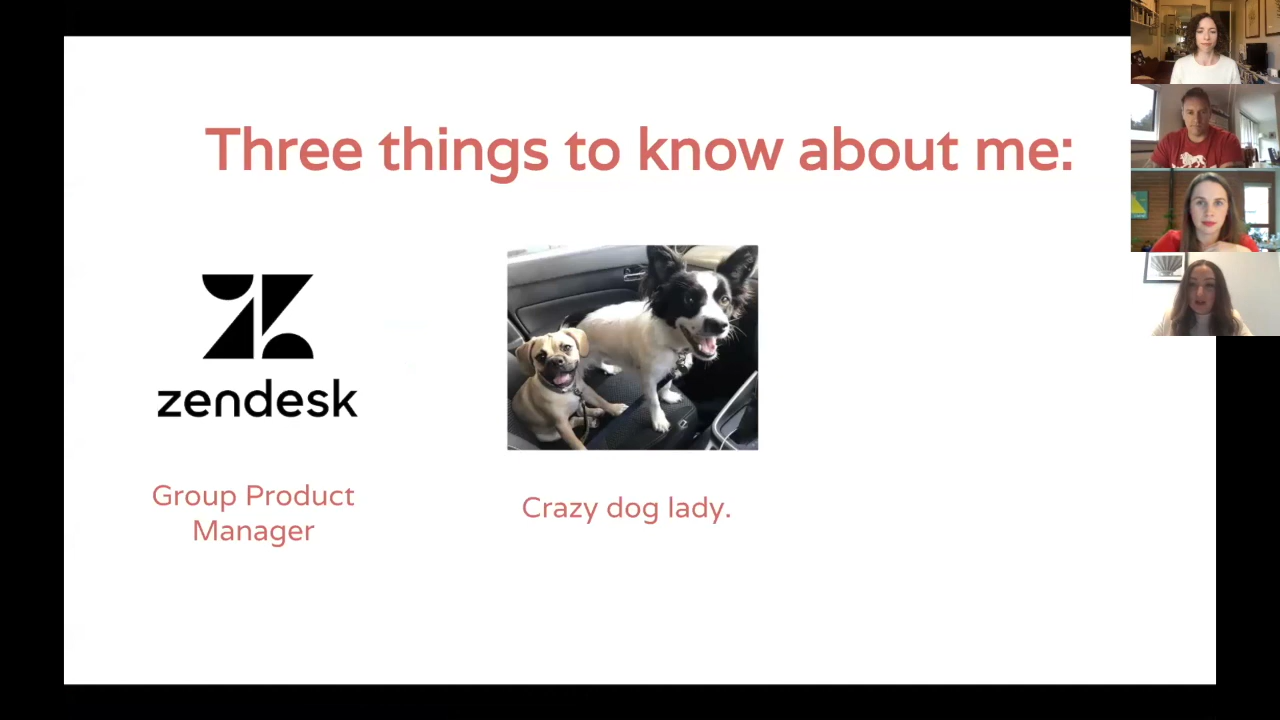 Three things to know about me:
zendesk
Group Product
Manager
Crazy dog lady.